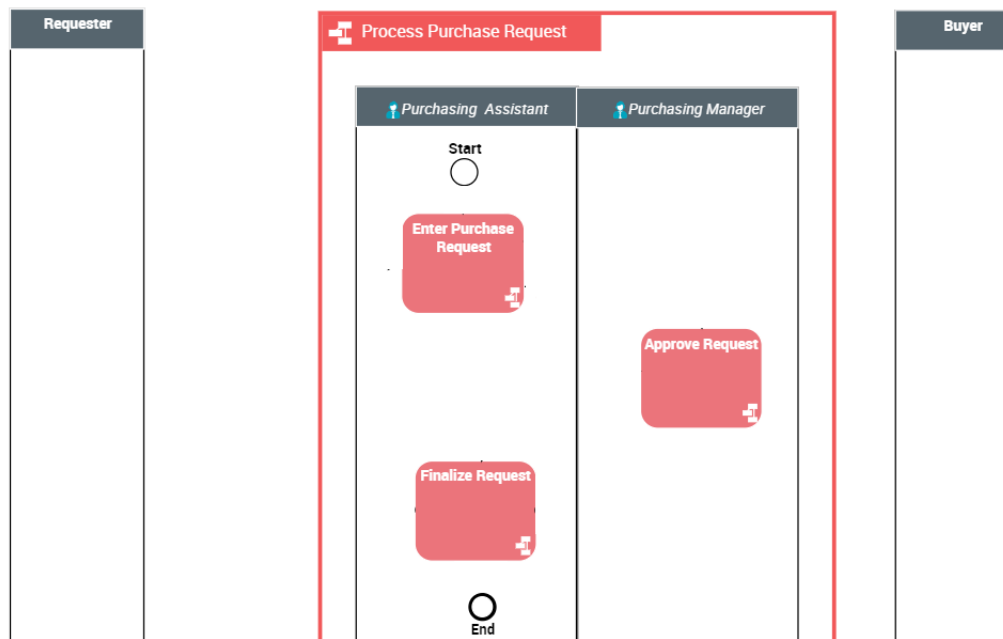 Requester
Process Purchase Request
Buyer
Purchasing Assistant
Purchasing Manager
Start
Enter Purchase
Request
Approve Request
Finalize Request
End